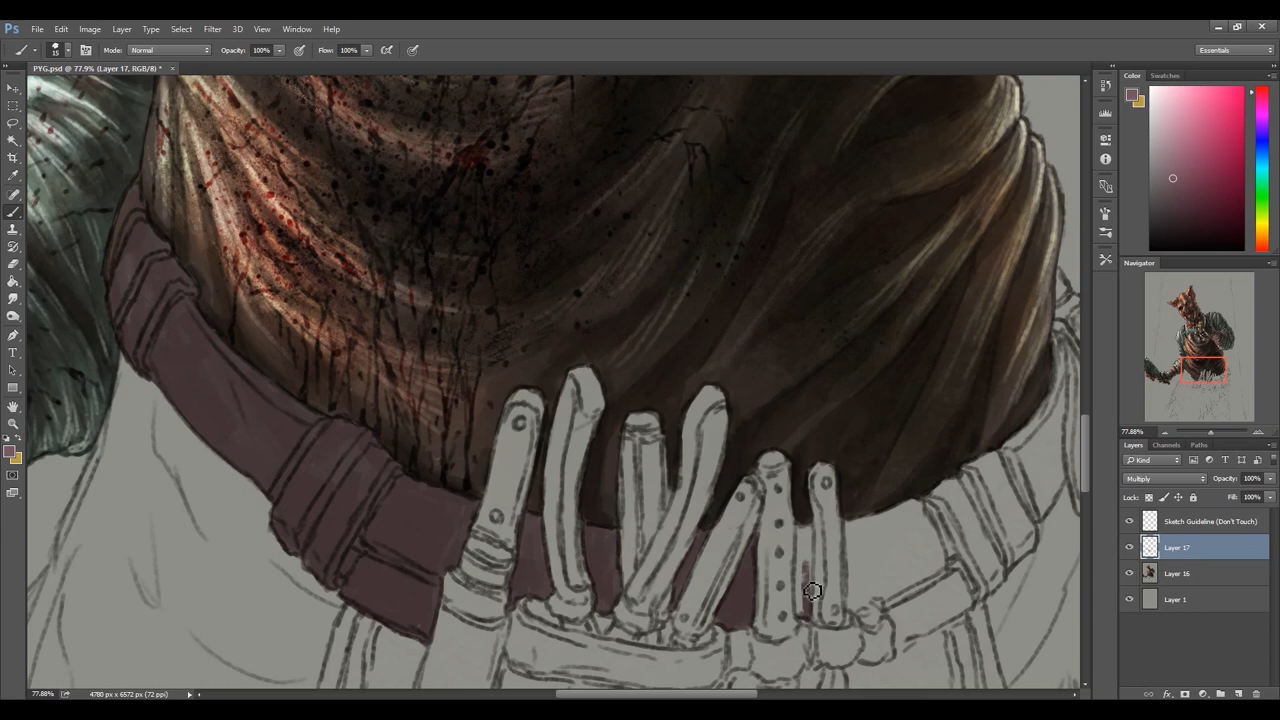 Ps File Edit Image Layer Type Select Filter 3D View Window Help
15 Mode: Normal Opacity: 100% Flow: 100% Essentials
PYG.psd @ 77.9% (Layer 17, RGB/8) *
Color Swatches
Navigator
77.88%
Layers Channels Paths
Kind
Multiply Opacity: 100%
Lock: Fill: 100%
Sketch Guideline (Don't Touch)
Layer 17
Layer 16
Layer 1
77.88% 4780 px x 6572 px (72 ppi)